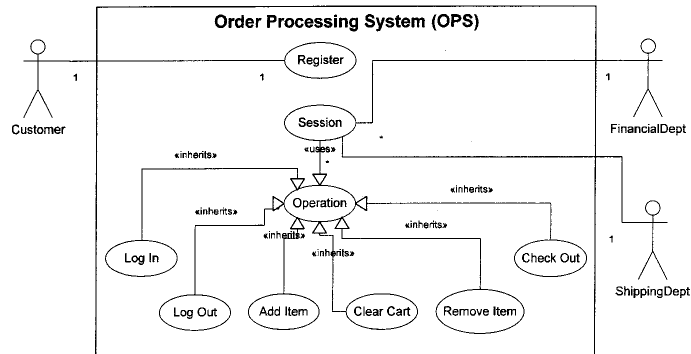 Order Processing System (OPS)
Register
1
1
1
Customer
Session
FinancialDept
«uses»
*
*
«inherits»
«inherits»
Operation
«inherits»
«inherits»
«inherits»
Log In
Check Out
1
ShippingDept
Log Out
Add Item
Clear Cart
Remove Item